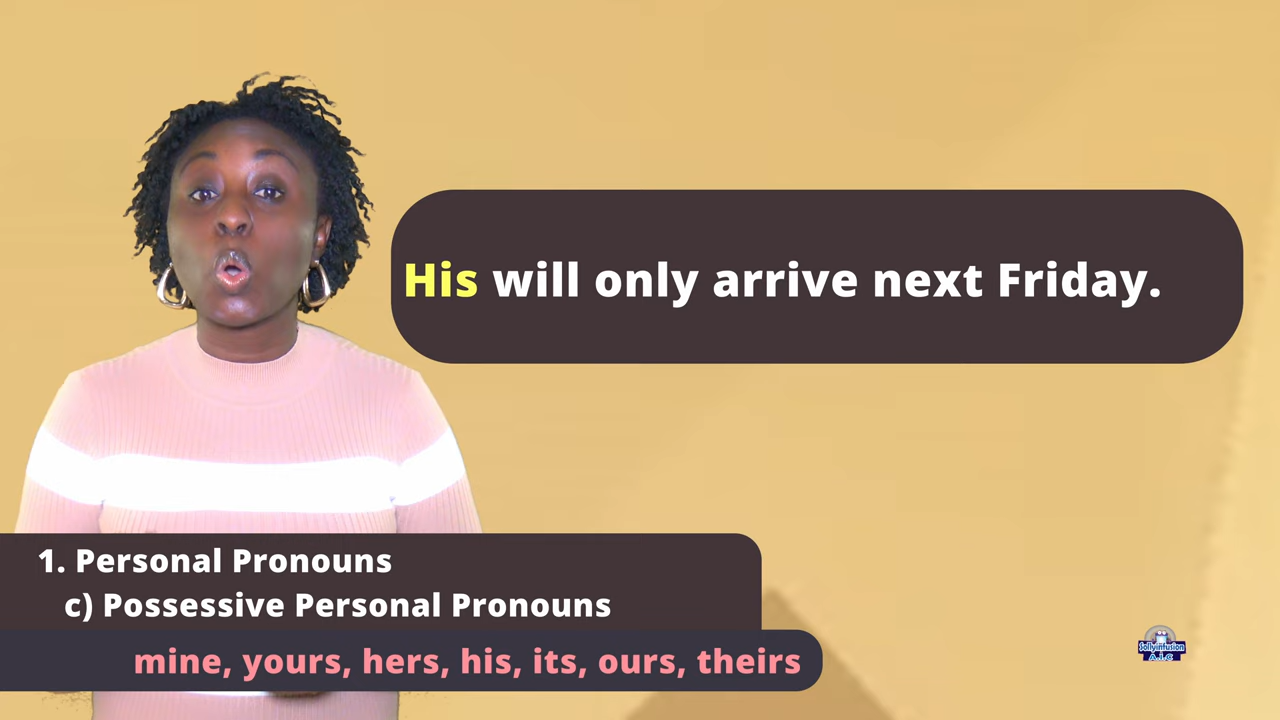 His will only arrive next Friday.
1. Personal Pronouns
c) Possessive Personal Pronouns
mine, yours, hers, his, its, ours, theirs
Sollyinfusion
A.I.C